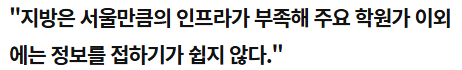 "지방은 서울만큼의 인프라가 부족해 주요 학원가 이외
에는 정보를 접하기가 쉽지 않다."